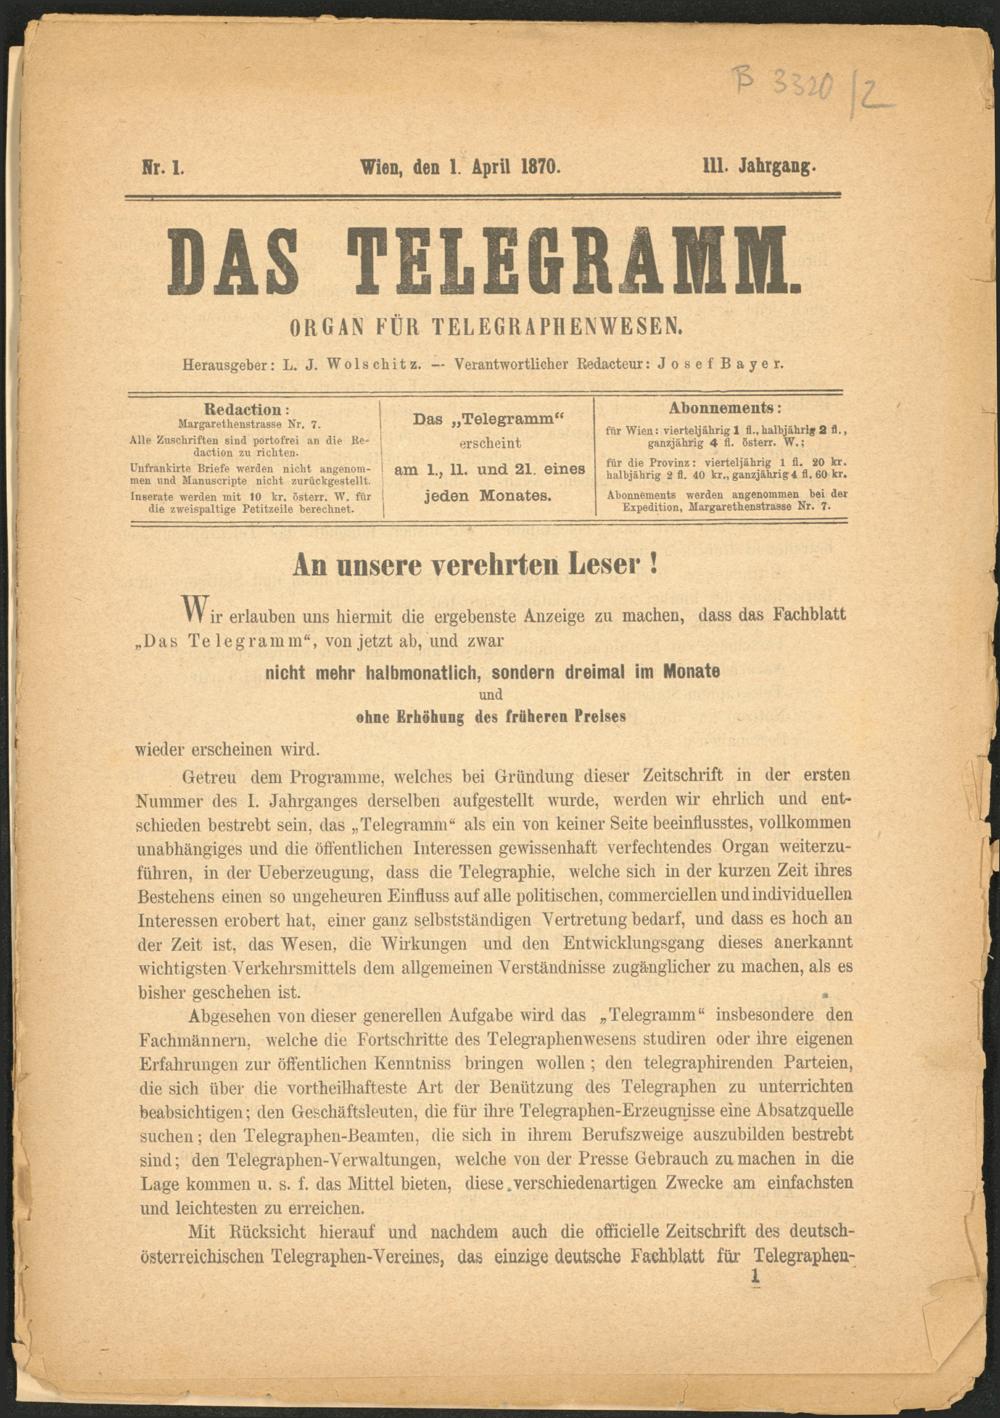 B 3320/2
Nr. 1. Wien, den 1. April 1870. III. Jahrgang.
DAS TELEGRAMM.
ORGAN FÜR TELEGRAPHENWESEN.
Herausgeber: L. J. Wolschitz. — Verantwortlicher Redacteur: Josef Bayer.
Redaction:
Margarethenstrasse Nr. 7.
Alle Zuschriften sind portofrei an die Re-
daction zu richten.
Unfrankirte Briefe werden nicht angenom-
men und Manuscripte nicht zurückgestellt.
Inserate werden mit 10 kr. österr. W. für
die zweispaltige Petitzeile berechnet.
Das „Telegramm“
erscheint
am 1., 11. und 21. eines
jeden Monates.
Abonnements:
für Wien: vierteljährig 1 fl., halbjährig 2 fl.,
ganzjährig 4 fl. österr. W.;
für die Provinz: vierteljährig 1 fl. 20 kr.
halbjährig 2 fl. 40 kr., ganzjährig 4 fl. 60 kr.
Abonnements werden angenommen bei der
Expedition, Margarethenstrasse Nr. 7.
An unsere verehrten Leser!
Wir erlauben uns hiermit die ergebenste Anzeige zu machen, dass das Fachblatt
„Das Telegramm“, von jetzt ab, und zwar
nicht mehr halbmonatlich, sondern dreimal im Monate
und
ohne Erhöhung des früheren Preises
wieder erscheinen wird.
Getreu dem Programme, welches bei Gründung dieser Zeitschrift in der ersten
Nummer des I. Jahrganges derselben aufgestellt wurde, werden wir ehrlich und ent-
schieden bestrebt sein, das „Telegramm“ als ein von keiner Seite beeinflusstes, vollkommen
unabhängiges und die öffentlichen Interessen gewissenhaft verfechtendes Organ weiterzu-
führen, in der Ueberzeugung, dass die Telegraphie, welche sich in der kurzen Zeit ihres
Bestehens einen so ungeheuren Einfluss auf alle politischen, commerciellen und individuellen
Interessen erobert hat, einer ganz selbstständigen Vertretung bedarf, und dass es hoch an
der Zeit ist, das Wesen, die Wirkungen und den Entwicklungsgang dieses anerkannt
wichtigsten Verkehrsmittels dem allgemeinen Verständnisse zugänglicher zu machen, als es
bisher geschehen ist.
Abgesehen von dieser generellen Aufgabe wird das „Telegramm“ insbesondere den
Fachmännern, welche die Fortschritte des Telegraphenwesens studiren oder ihre eigenen
Erfahrungen zur öffentlichen Kenntniss bringen wollen; den telegraphirenden Parteien,
die sich über die vortheilhafteste Art der Benützung des Telegraphen zu unterrichten
beabsichtigen; den Geschäftsleuten, die für ihre Telegraphen-Erzeugnisse eine Absatzquelle
suchen; den Telegraphen-Beamten, die sich in ihrem Berufszweige auszubilden bestrebt
sind; den Telegraphen-Verwaltungen, welche von der Presse Gebrauch zu machen in die
Lage kommen u. s. f. das Mittel bieten, diese verschiedenartigen Zwecke am einfachsten
und leichtesten zu erreichen.
Mit Rücksicht hierauf und nachdem auch die officielle Zeitschrift des deutsch-
österreichischen Telegraphen-Vereines, das einzige deutsche Fachblatt für Telegraphen-
1